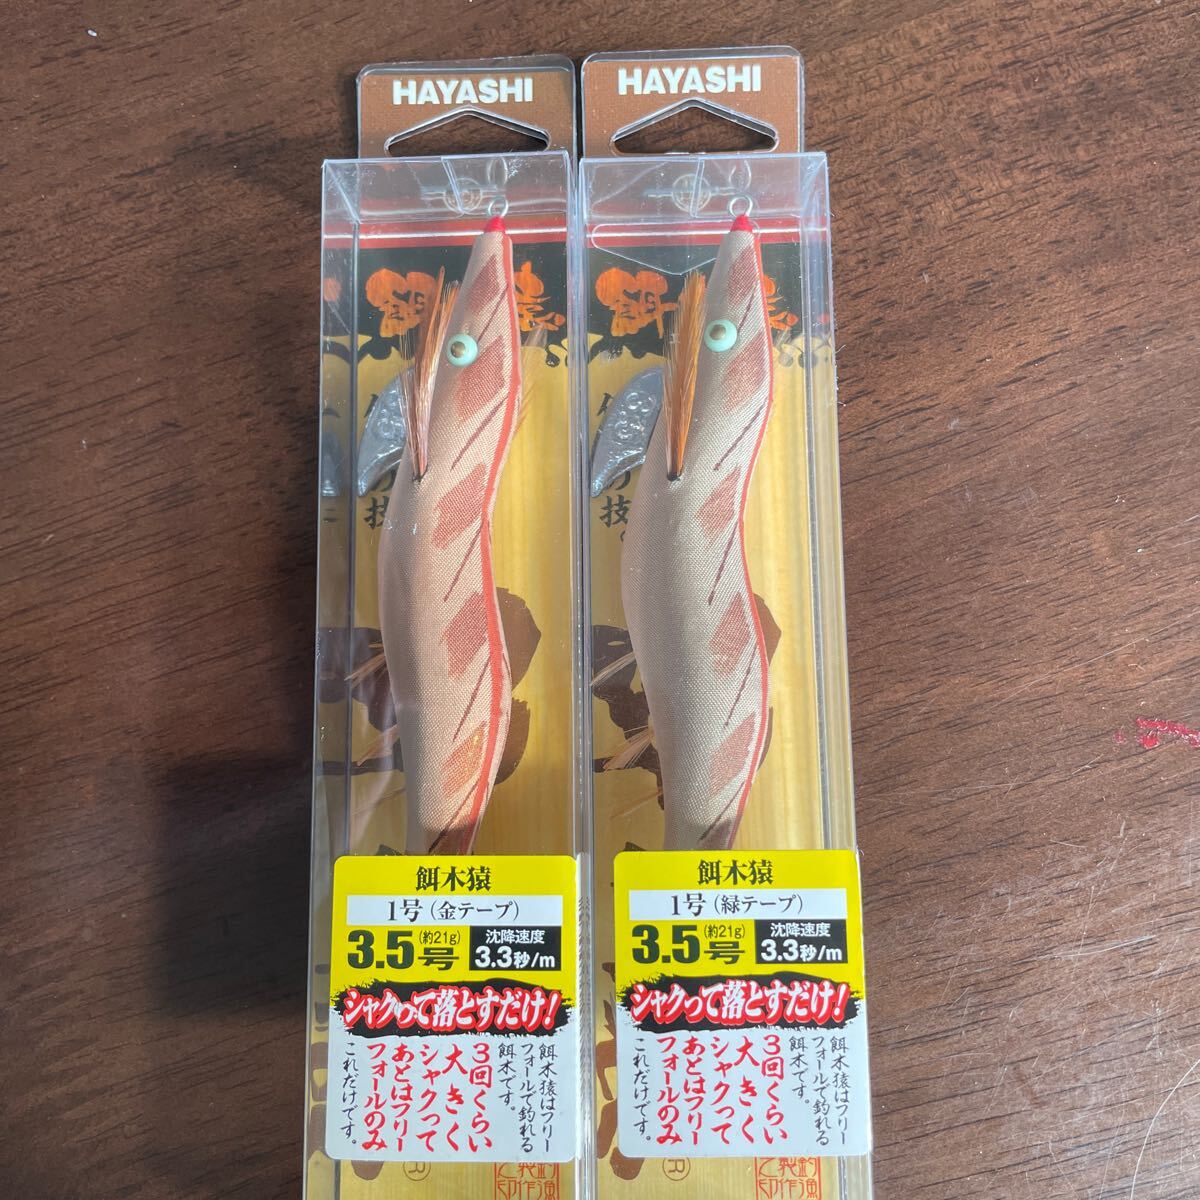 HAYASHI
餌
猿
の技
餌木猿
1号(金テープ)
3.5号
(約21g)
沈降速度
3.3秒/m
シャクって落とすだけ!
餌木猿はフリー
フォールで釣れる
餌木です。
3回くらい
大きく
シャクって
あとはフリー
フォールのみ
これだけです。
®
HAYASHI
餌
猿
の技。
餌木猿
1号(緑テープ)
3.5号
(約21g)
沈降速度
3.3秒/m
シャクって落とすだけ!
餌木猿はフリー
フォールで釣れる
餌木です。
3回くらい
大きく
シャクって
あとはフリー
フォールのみ
これだけです。
®